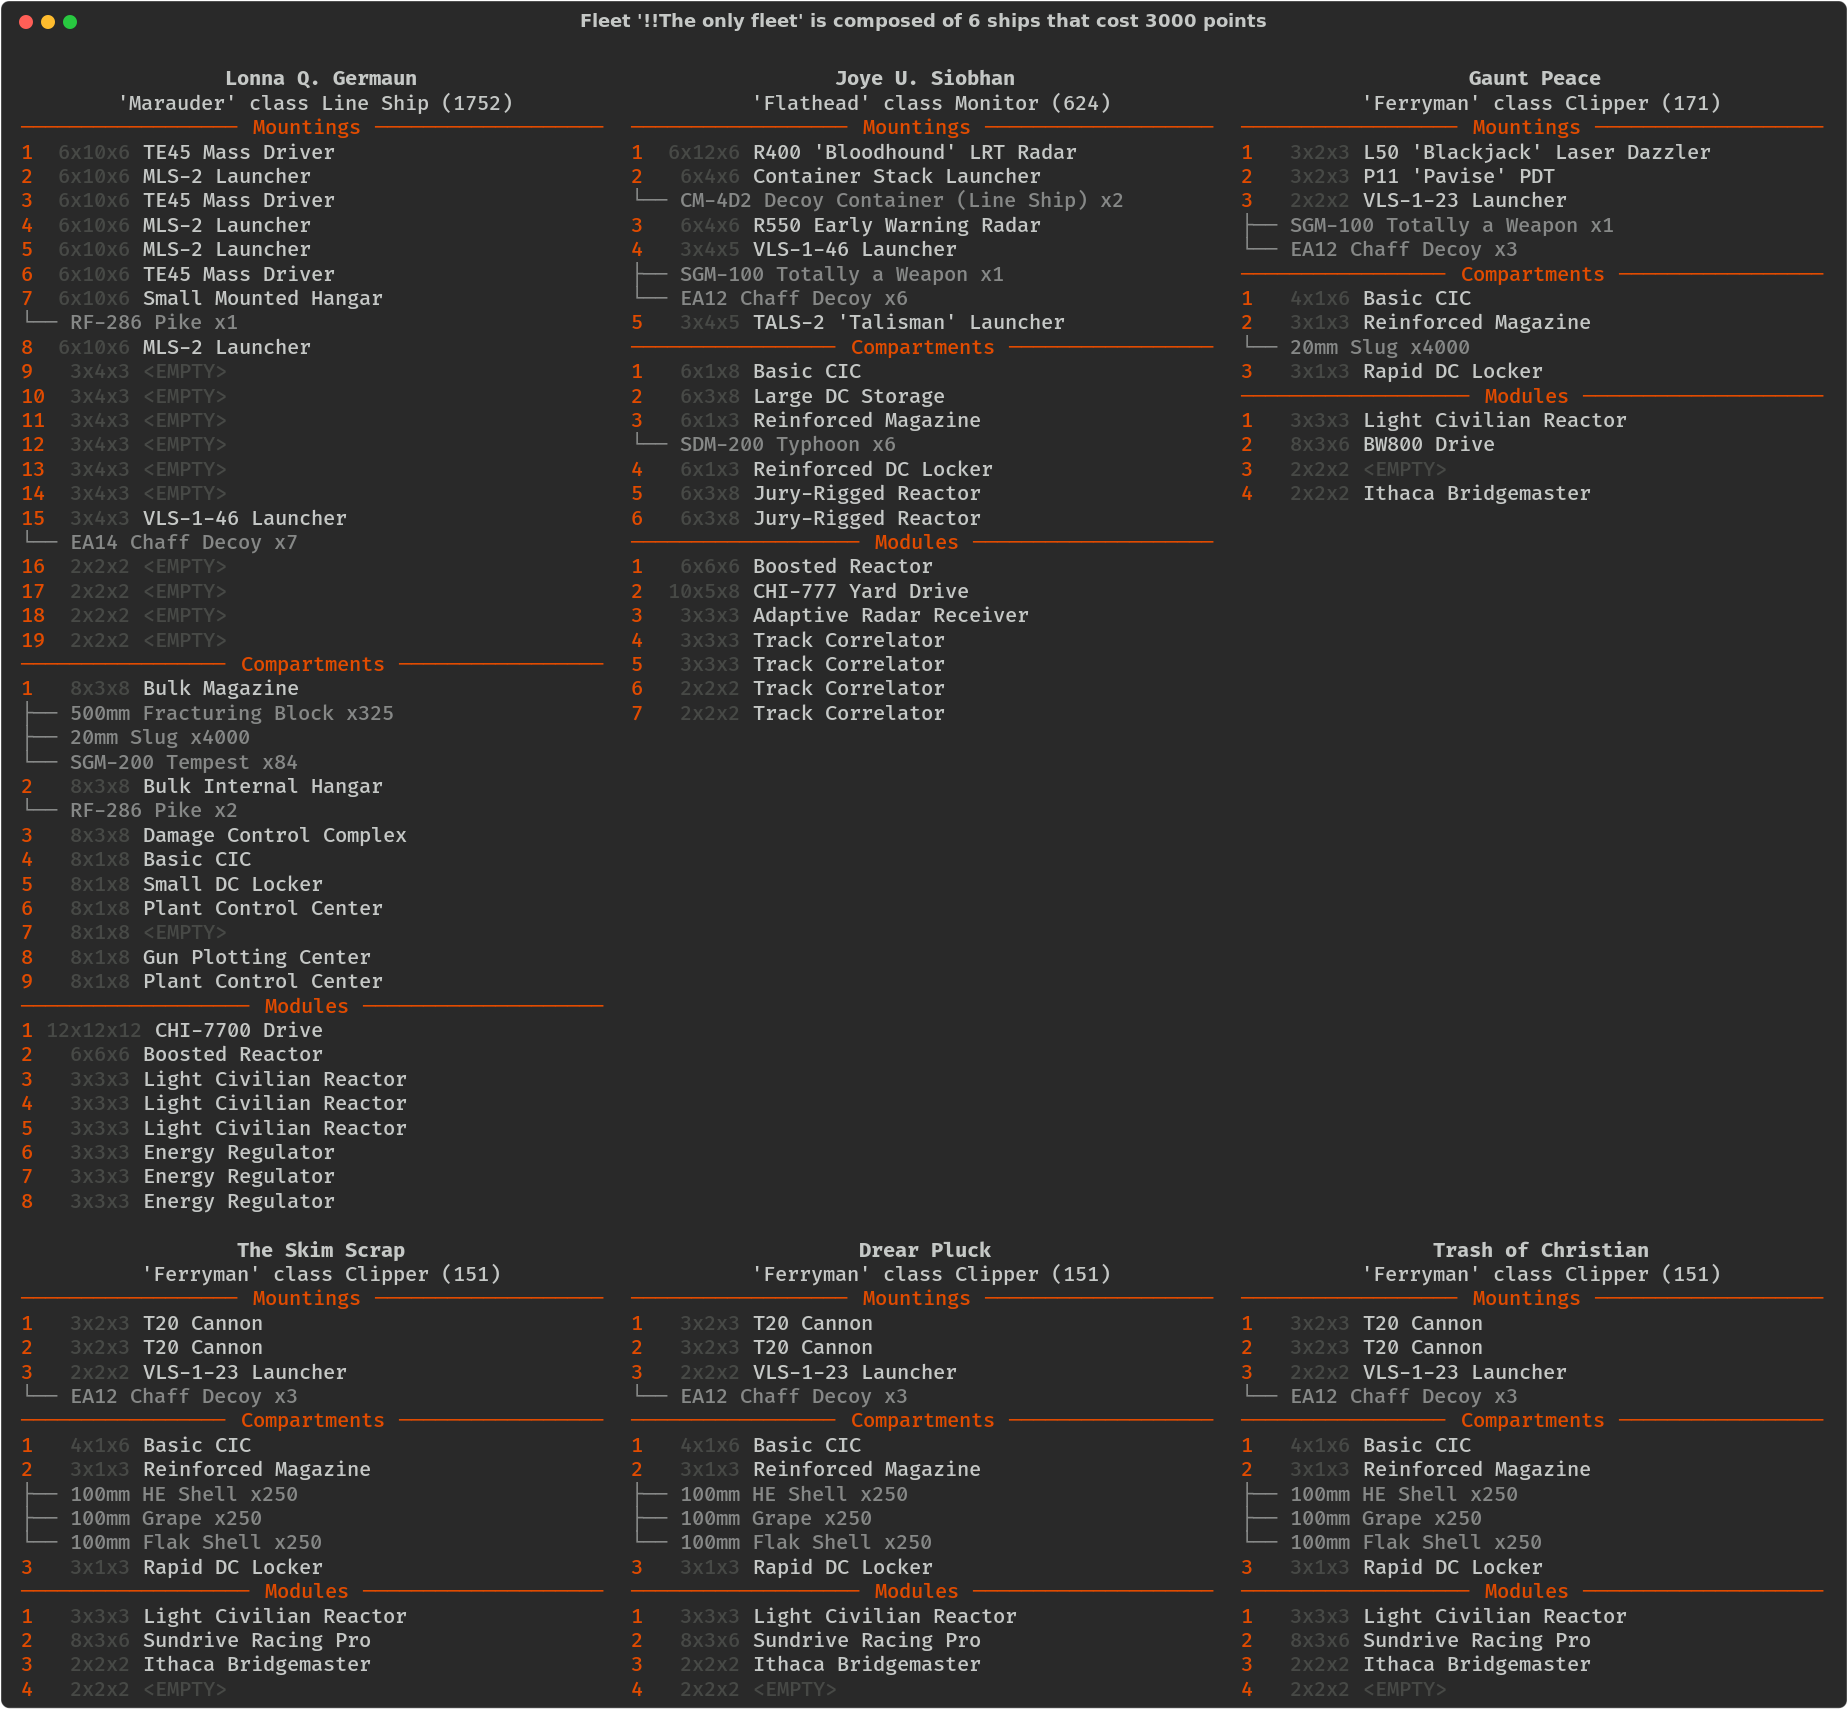 Fleet '!!The only fleet' is composed of 6 ships that cost 3000 points
Lonna Q. Germaun
'Marauder' class Line Ship (1752)
Mountings
1 6x10x6 TE45 Mass Driver
2 6x10x6 MLS-2 Launcher
3 6x10x6 TE45 Mass Driver
4 6x10x6 MLS-2 Launcher
5 6x10x6 MLS-2 Launcher
6 6x10x6 TE45 Mass Driver
7 6x10x6 Small Mounted Hangar
└── RF-286 Pike x1
8 6x10x6 MLS-2 Launcher
9 3x4x3 <EMPTY>
10 3x4x3 <EMPTY>
11 3x4x3 <EMPTY>
12 3x4x3 <EMPTY>
13 3x4x3 <EMPTY>
14 3x4x3 <EMPTY>
15 3x4x3 VLS-1-46 Launcher
└── EA14 Chaff Decoy x7
16 2x2x2 <EMPTY>
17 2x2x2 <EMPTY>
18 2x2x2 <EMPTY>
19 2x2x2 <EMPTY>
Compartments
1 8x3x8 Bulk Magazine
├── 500mm Fracturing Block x325
├── 20mm Slug x4000
└── SGM-200 Tempest x84
2 8x3x8 Bulk Internal Hangar
└── RF-286 Pike x2
3 8x3x8 Damage Control Complex
4 8x1x8 Basic CIC
5 8x1x8 Small DC Locker
6 8x1x8 Plant Control Center
7 8x1x8 <EMPTY>
8 8x1x8 Gun Plotting Center
9 8x1x8 Plant Control Center
Modules
1 12x12x12 CHI-7700 Drive
2 6x6x6 Boosted Reactor
3 3x3x3 Light Civilian Reactor
4 3x3x3 Light Civilian Reactor
5 3x3x3 Light Civilian Reactor
6 3x3x3 Energy Regulator
7 3x3x3 Energy Regulator
8 3x3x3 Energy Regulator
Joye U. Siobhan
'Flathead' class Monitor (624)
Mountings
1 6x12x6 R400 'Bloodhound' LRT Radar
2 6x4x6 Container Stack Launcher
└── CM-4D2 Decoy Container (Line Ship) x2
3 6x4x6 R550 Early Warning Radar
4 3x4x5 VLS-1-46 Launcher
├── SGM-100 Totally a Weapon x1
└── EA12 Chaff Decoy x6
5 3x4x5 TALS-2 'Talisman' Launcher
Compartments
1 6x1x8 Basic CIC
2 6x3x8 Large DC Storage
3 6x1x3 Reinforced Magazine
└── SDM-200 Typhoon x6
4 6x1x3 Reinforced DC Locker
5 6x3x8 Jury-Rigged Reactor
6 6x3x8 Jury-Rigged Reactor
Modules
1 6x6x6 Boosted Reactor
2 10x5x8 CHI-777 Yard Drive
3 3x3x3 Adaptive Radar Receiver
4 3x3x3 Track Correlator
5 3x3x3 Track Correlator
6 2x2x2 Track Correlator
7 2x2x2 Track Correlator
Gaunt Peace
'Ferryman' class Clipper (171)
Mountings
1 3x2x3 L50 'Blackjack' Laser Dazzler
2 3x2x3 P11 'Pavise' PDT
3 2x2x2 VLS-1-23 Launcher
├── SGM-100 Totally a Weapon x1
└── EA12 Chaff Decoy x3
Compartments
1 4x1x6 Basic CIC
2 3x1x3 Reinforced Magazine
└── 20mm Slug x4000
3 3x1x3 Rapid DC Locker
Modules
1 3x3x3 Light Civilian Reactor
2 8x3x6 BW800 Drive
3 2x2x2 <EMPTY>
4 2x2x2 Ithaca Bridgemaster
The Skim Scrap
'Ferryman' class Clipper (151)
Mountings
1 3x2x3 T20 Cannon
2 3x2x3 T20 Cannon
3 2x2x2 VLS-1-23 Launcher
└── EA12 Chaff Decoy x3
Compartments
1 4x1x6 Basic CIC
2 3x1x3 Reinforced Magazine
├── 100mm HE Shell x250
├── 100mm Grape x250
└── 100mm Flak Shell x250
3 3x1x3 Rapid DC Locker
Modules
1 3x3x3 Light Civilian Reactor
2 8x3x6 Sundrive Racing Pro
3 2x2x2 Ithaca Bridgemaster
4 2x2x2 <EMPTY>
Drear Pluck
'Ferryman' class Clipper (151)
Mountings
1 3x2x3 T20 Cannon
2 3x2x3 T20 Cannon
3 2x2x2 VLS-1-23 Launcher
└── EA12 Chaff Decoy x3
Compartments
1 4x1x6 Basic CIC
2 3x1x3 Reinforced Magazine
├── 100mm HE Shell x250
├── 100mm Grape x250
└── 100mm Flak Shell x250
3 3x1x3 Rapid DC Locker
Modules
1 3x3x3 Light Civilian Reactor
2 8x3x6 Sundrive Racing Pro
3 2x2x2 Ithaca Bridgemaster
4 2x2x2 <EMPTY>
Trash of Christian
'Ferryman' class Clipper (151)
Mountings
1 3x2x3 T20 Cannon
2 3x2x3 T20 Cannon
3 2x2x2 VLS-1-23 Launcher
└── EA12 Chaff Decoy x3
Compartments
1 4x1x6 Basic CIC
2 3x1x3 Reinforced Magazine
├── 100mm HE Shell x250
├── 100mm Grape x250
└── 100mm Flak Shell x250
3 3x1x3 Rapid DC Locker
Modules
1 3x3x3 Light Civilian Reactor
2 8x3x6 Sundrive Racing Pro
3 2x2x2 Ithaca Bridgemaster
4 2x2x2 <EMPTY>